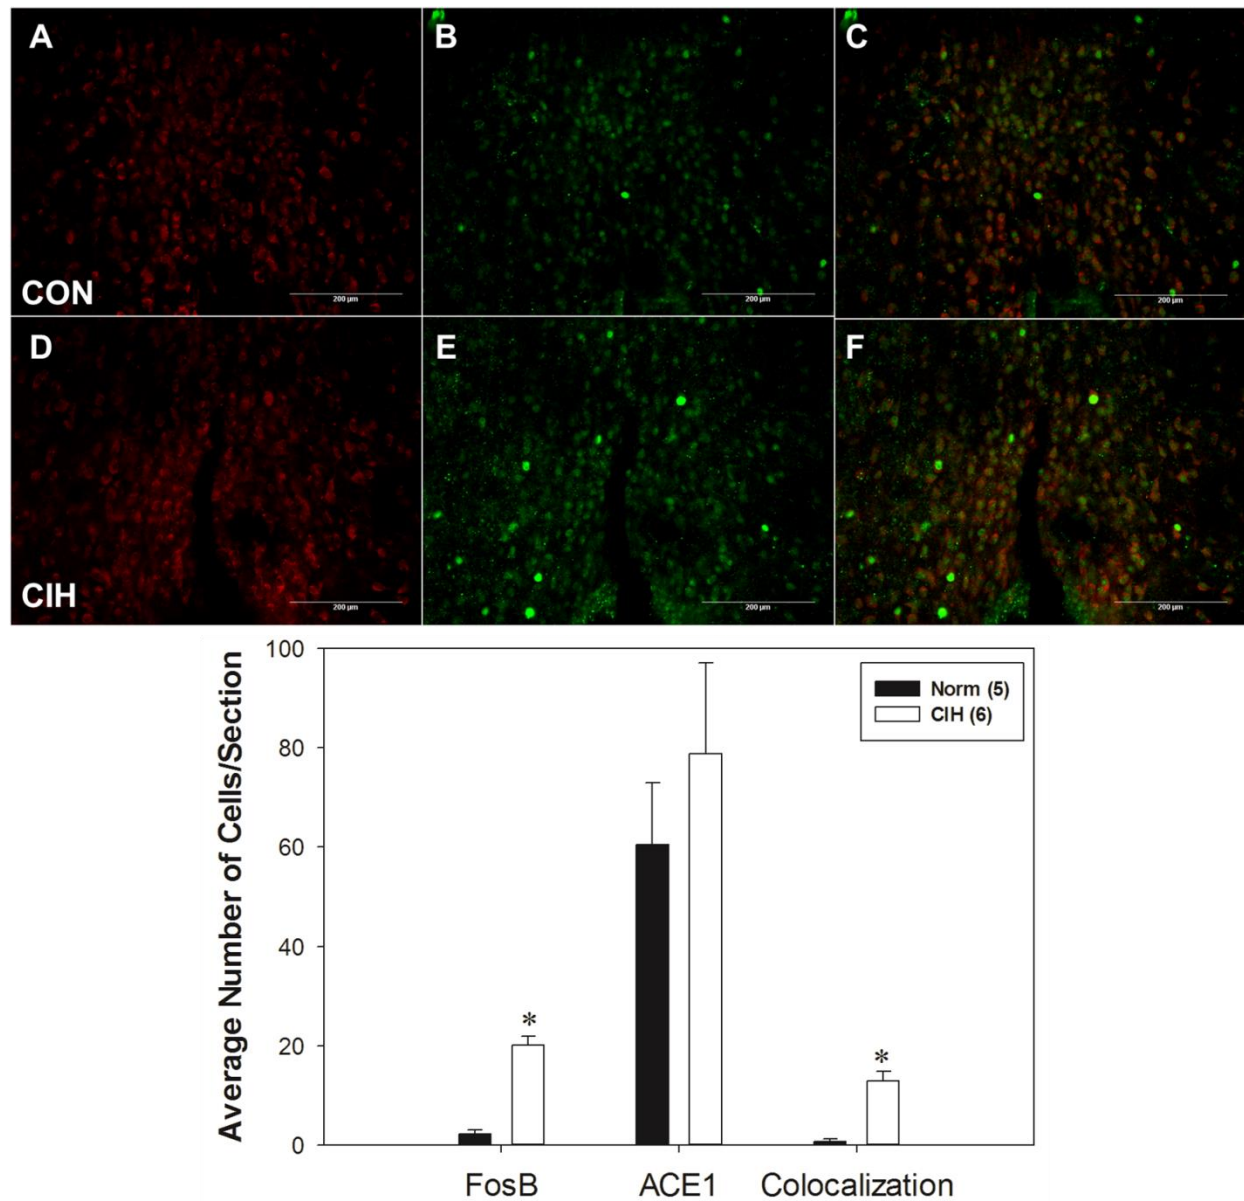 A
B
C
CON
200 µm
200 µm
200 µm
D
E
F
CIH
200 µm
200 µm
200 µm
Average Number of Cells/Section
100
80
60
40
20
0
Norm (5)
CIH (6)
*
*
FosB
ACE1
Colocalization